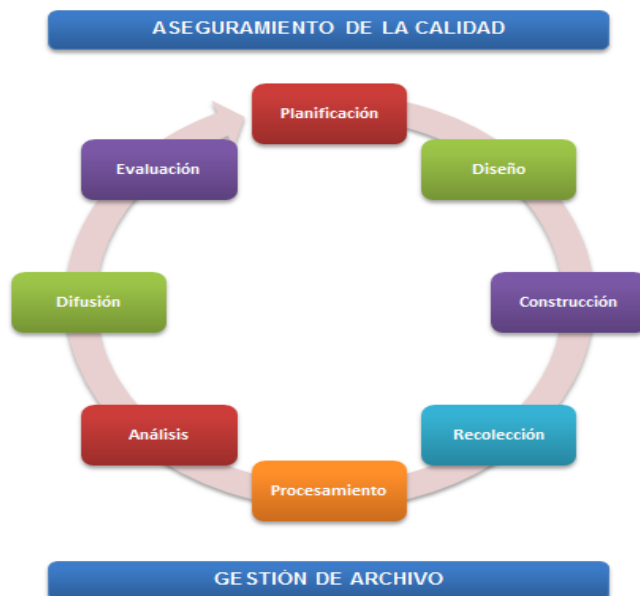 ASEGURAMIENTO DE LA CALIDAD
Planificación
Evaluación
Diseño
Difusión
Construcción
Análisis
Recolección
Procesamiento
GESTIÓN DE ARCHIVO